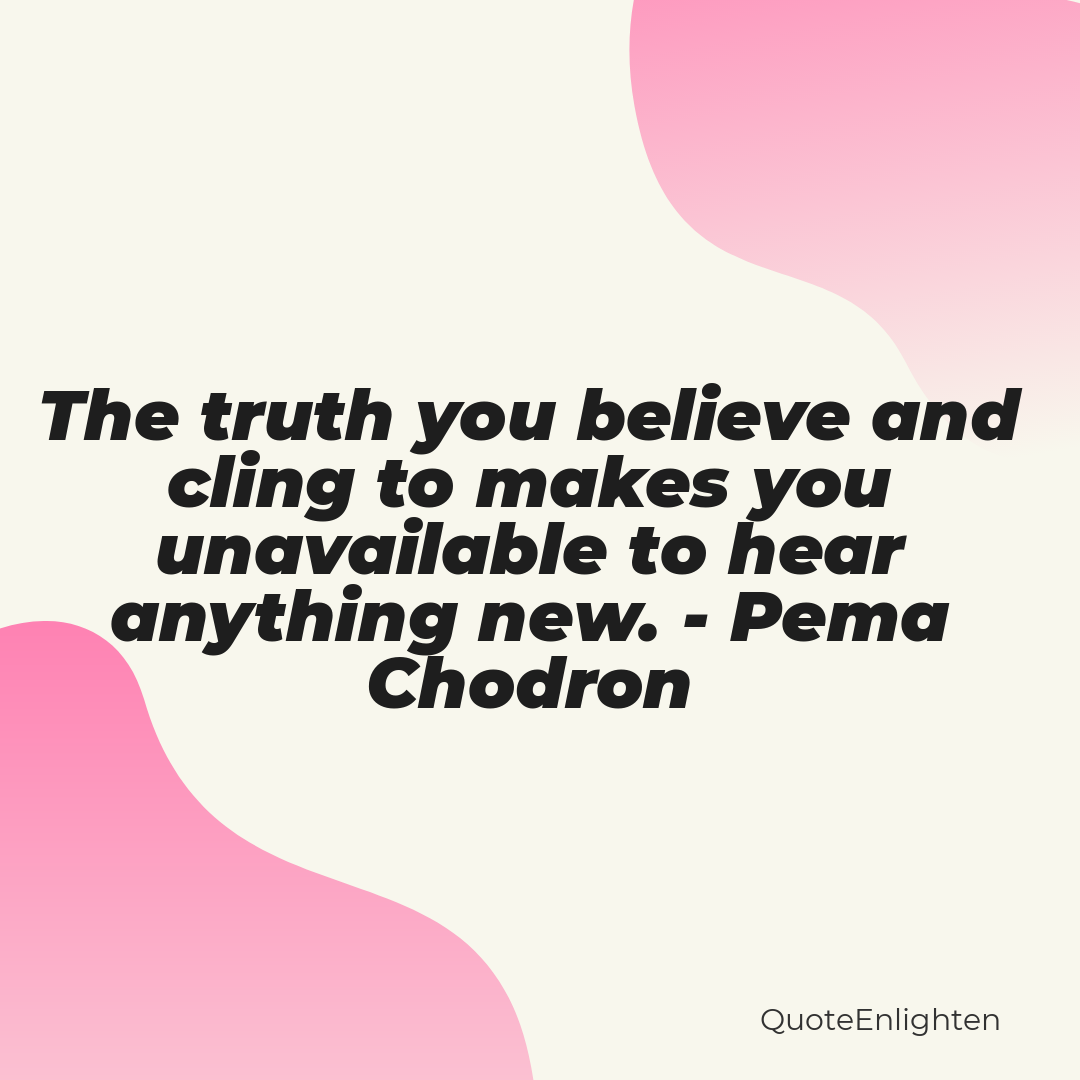 The truth you believe and
cling to makes you
unavailable to hear
anything new. - Pema
Chodron
QuoteEnlighten